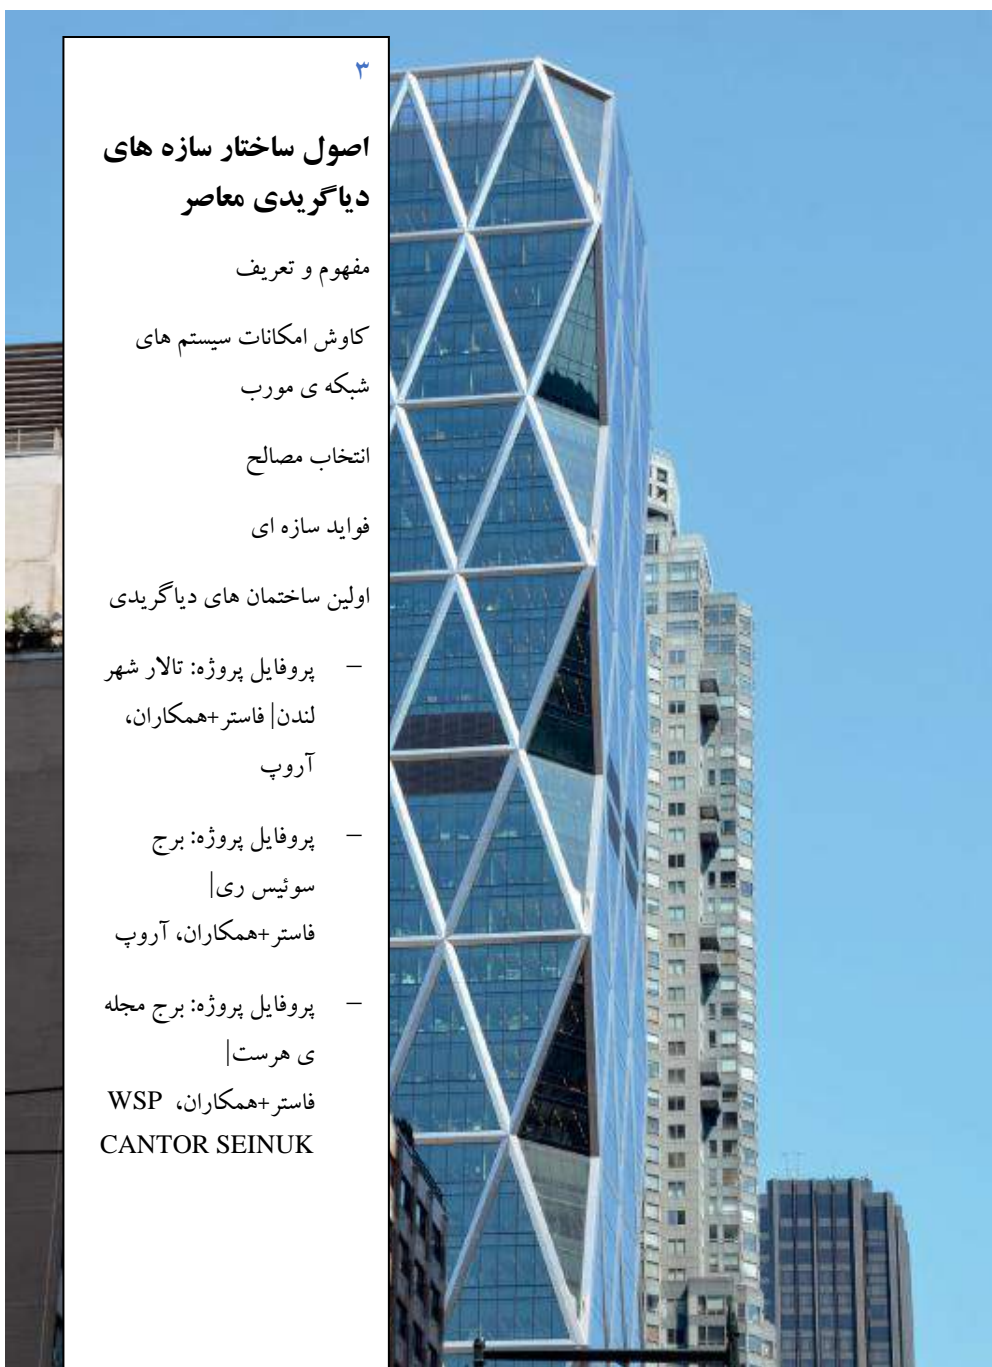 ۳
اصول ساختار سازه های
دیاگریدی معاصر
مفهوم و تعریف
کاوش امکانات سیستم های
شبکه ی مورب
انتخاب مصالح
فواید سازه ای
اولین ساختمان های دیاگریدی
– پروفایل پروژه: تالار شهر
لندن| فاستر+همکاران،
آروپ
– پروفایل پروژه: برج
سوئیس ری|
فاستر+همکاران، آروپ
– پروفایل پروژه: برج مجله
ی هرست|
فاستر+همکاران، WSP
CANTOR SEINUK